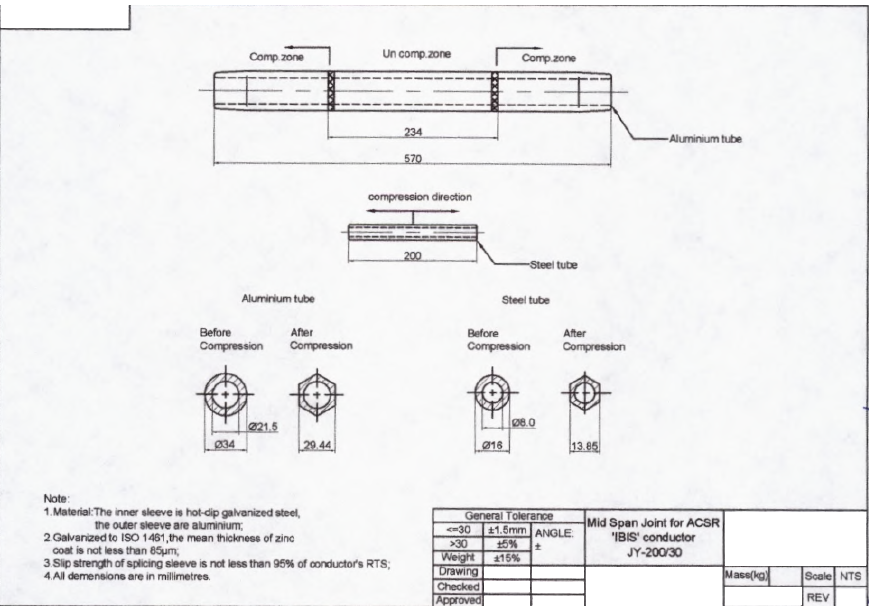 Comp.zone
Un comp.zone
Comp.zone
234
570
Aluminium tube
compression direction
200
Steel tube
Aluminium tube
Steel tube
Before
Compression
After
Compression
Before
Compression
After
Compression
Ø21.5
Ø34
29.44
Ø8.0
Ø16
13.85
Note:
1.Material:The inner sleeve is hot-dip galvanized steel,
the outer sleeve are aluminium;
2.Galvanized to ISO 1461,the mean thickness of zinc
coat is not less than 85μm;
3.Slip strength of splicing sleeve is not less than 95% of conductor's RTS;
4.All demensions are in millimetres.
General Tolerance
<=30 ±1.5mm ANGLE:
>30 ±5% ±
Weight ±15%
Drawing
Checked
Approved
Mid Span Joint for ACSR
'IBIS' conductor
JY-200/30
Mass(kg) Scale NTS
REV